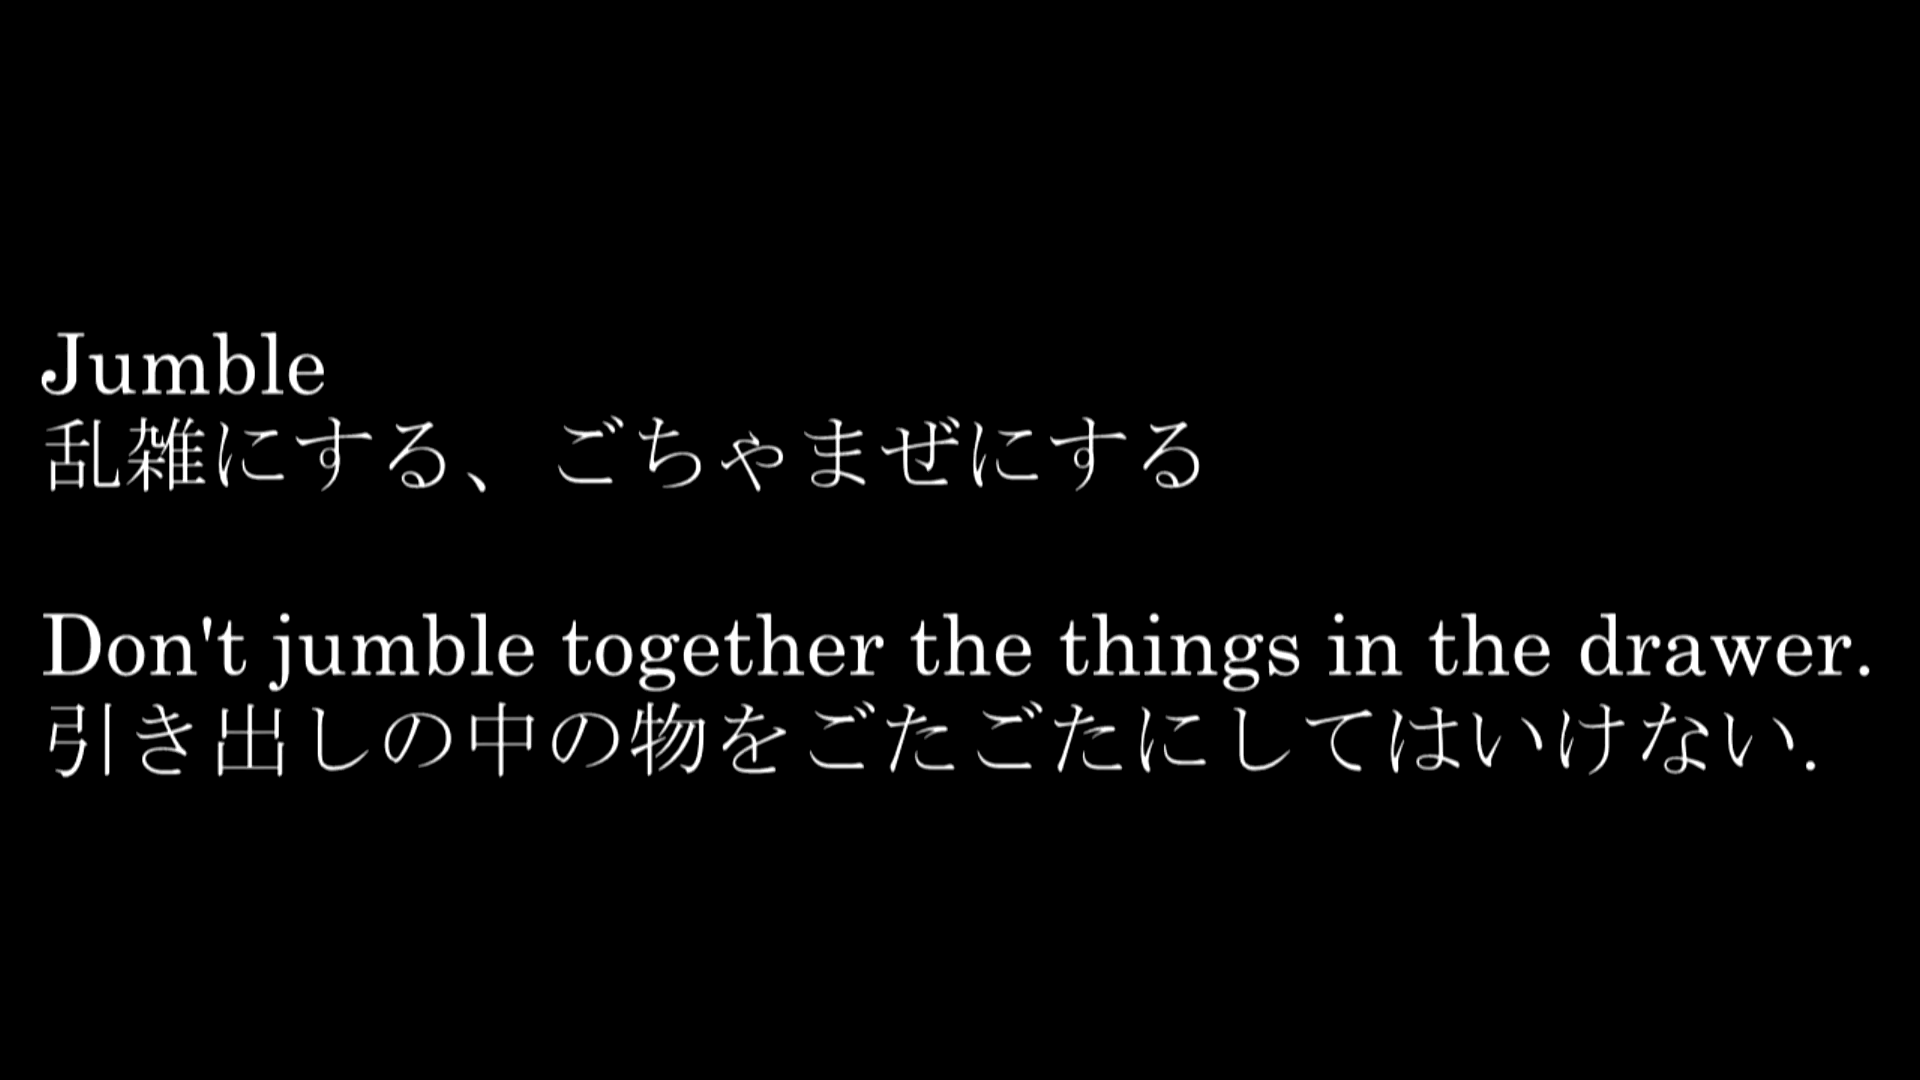 Jumble
乱雑にする、ごちゃまぜにする
Don't jumble together the things in the drawer.
引き出しの中の物をごたごたにしてはいけない.